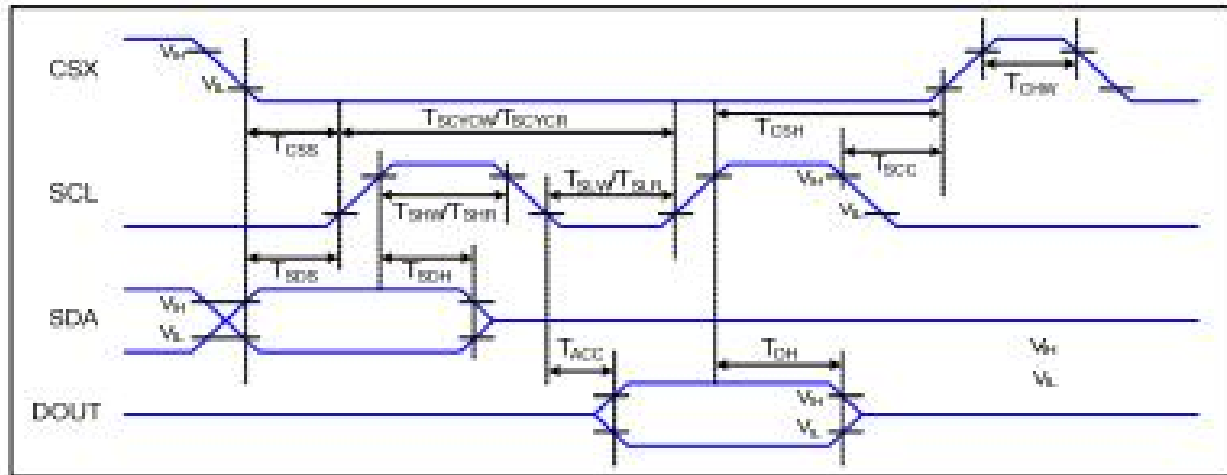 VIH
CSX
VIL
TCHW
TSCYCW/TSCYCR
TCSS
TCSH
TSCC
SCL
TSLW/TSLR
VIH
TSHW/TSHR
VIL
TSDS
TSDH
VIH
SDA
VIL
TACC
TOH
VIH
VIL
DOUT
VIH
VIL